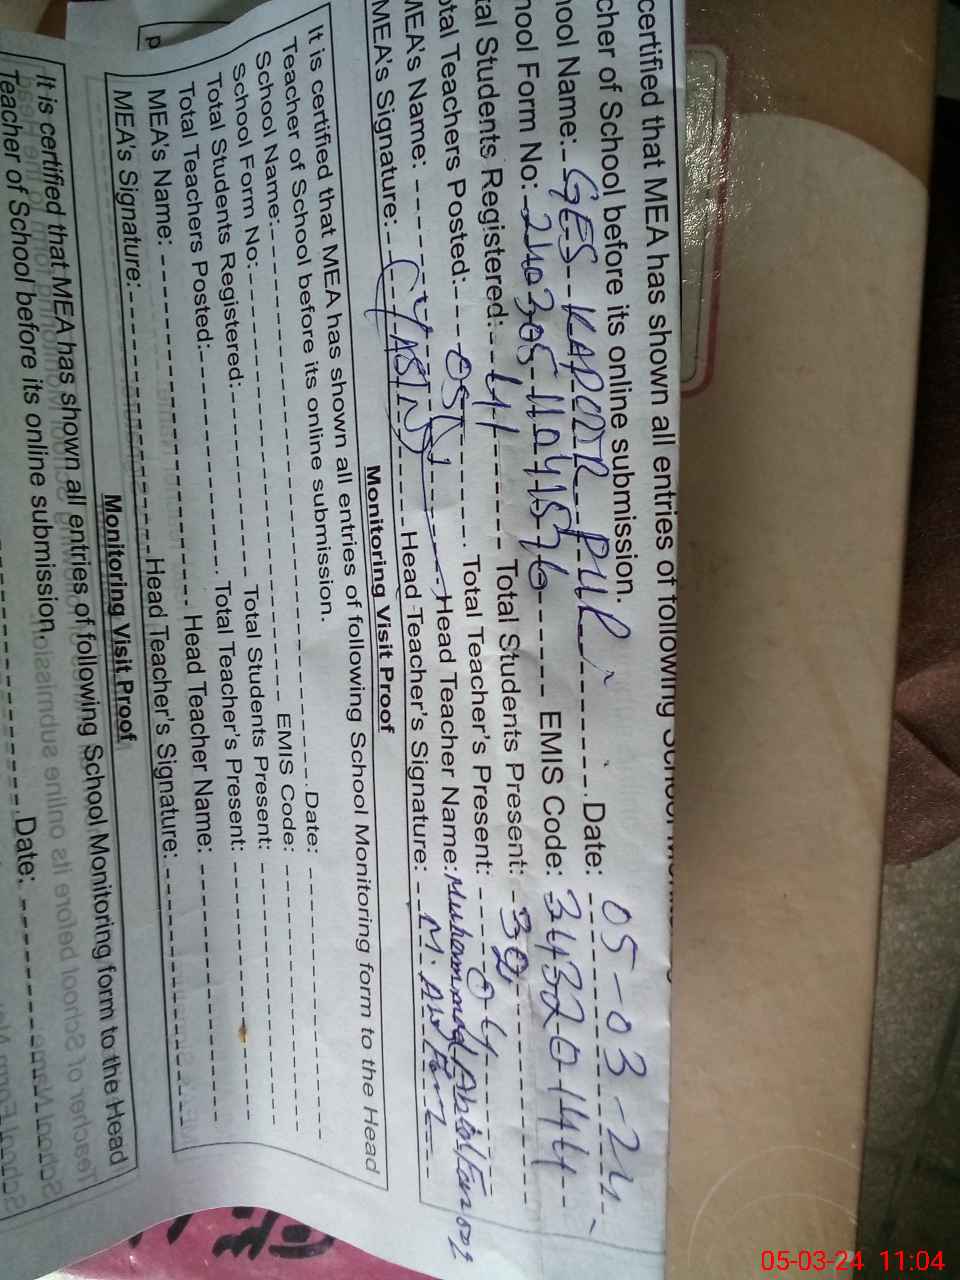 certified that MEA has shown all entries of following School
cher of School before its online submission.
ool Name:- GES KAPOOR PUR Date: 05-03-24
hool Form No:- 240305-11041576 EMIS Code: 34320144
tal Students Registered: 41 Total Students Present:
otal Teachers Posted: 05 Total Teacher's Present: 04
MEA's Name: Head Teacher Name: Muhammad
MEA's Signature: (YASIN) Head Teacher's Signature:
Monitoring Visit Proof
It is certified that MEA has shown all entries of following School Monitoring form to the Head
Teacher of School before its online submission.
School Name: Date:
School Form No: EMIS Code:
Total Students Registered: Total Students Present:
Total Teachers Posted: Total Teacher's Present:
MEA's Name: Head Teacher Name:
MEA's Signature: Head Teacher's Signature:
Monitoring Visit Proof
It is certified that MEA has shown all entries of following School Monitoring form to the Head
Teacher of School before its online submission.
Date:
05-03-24 11:04